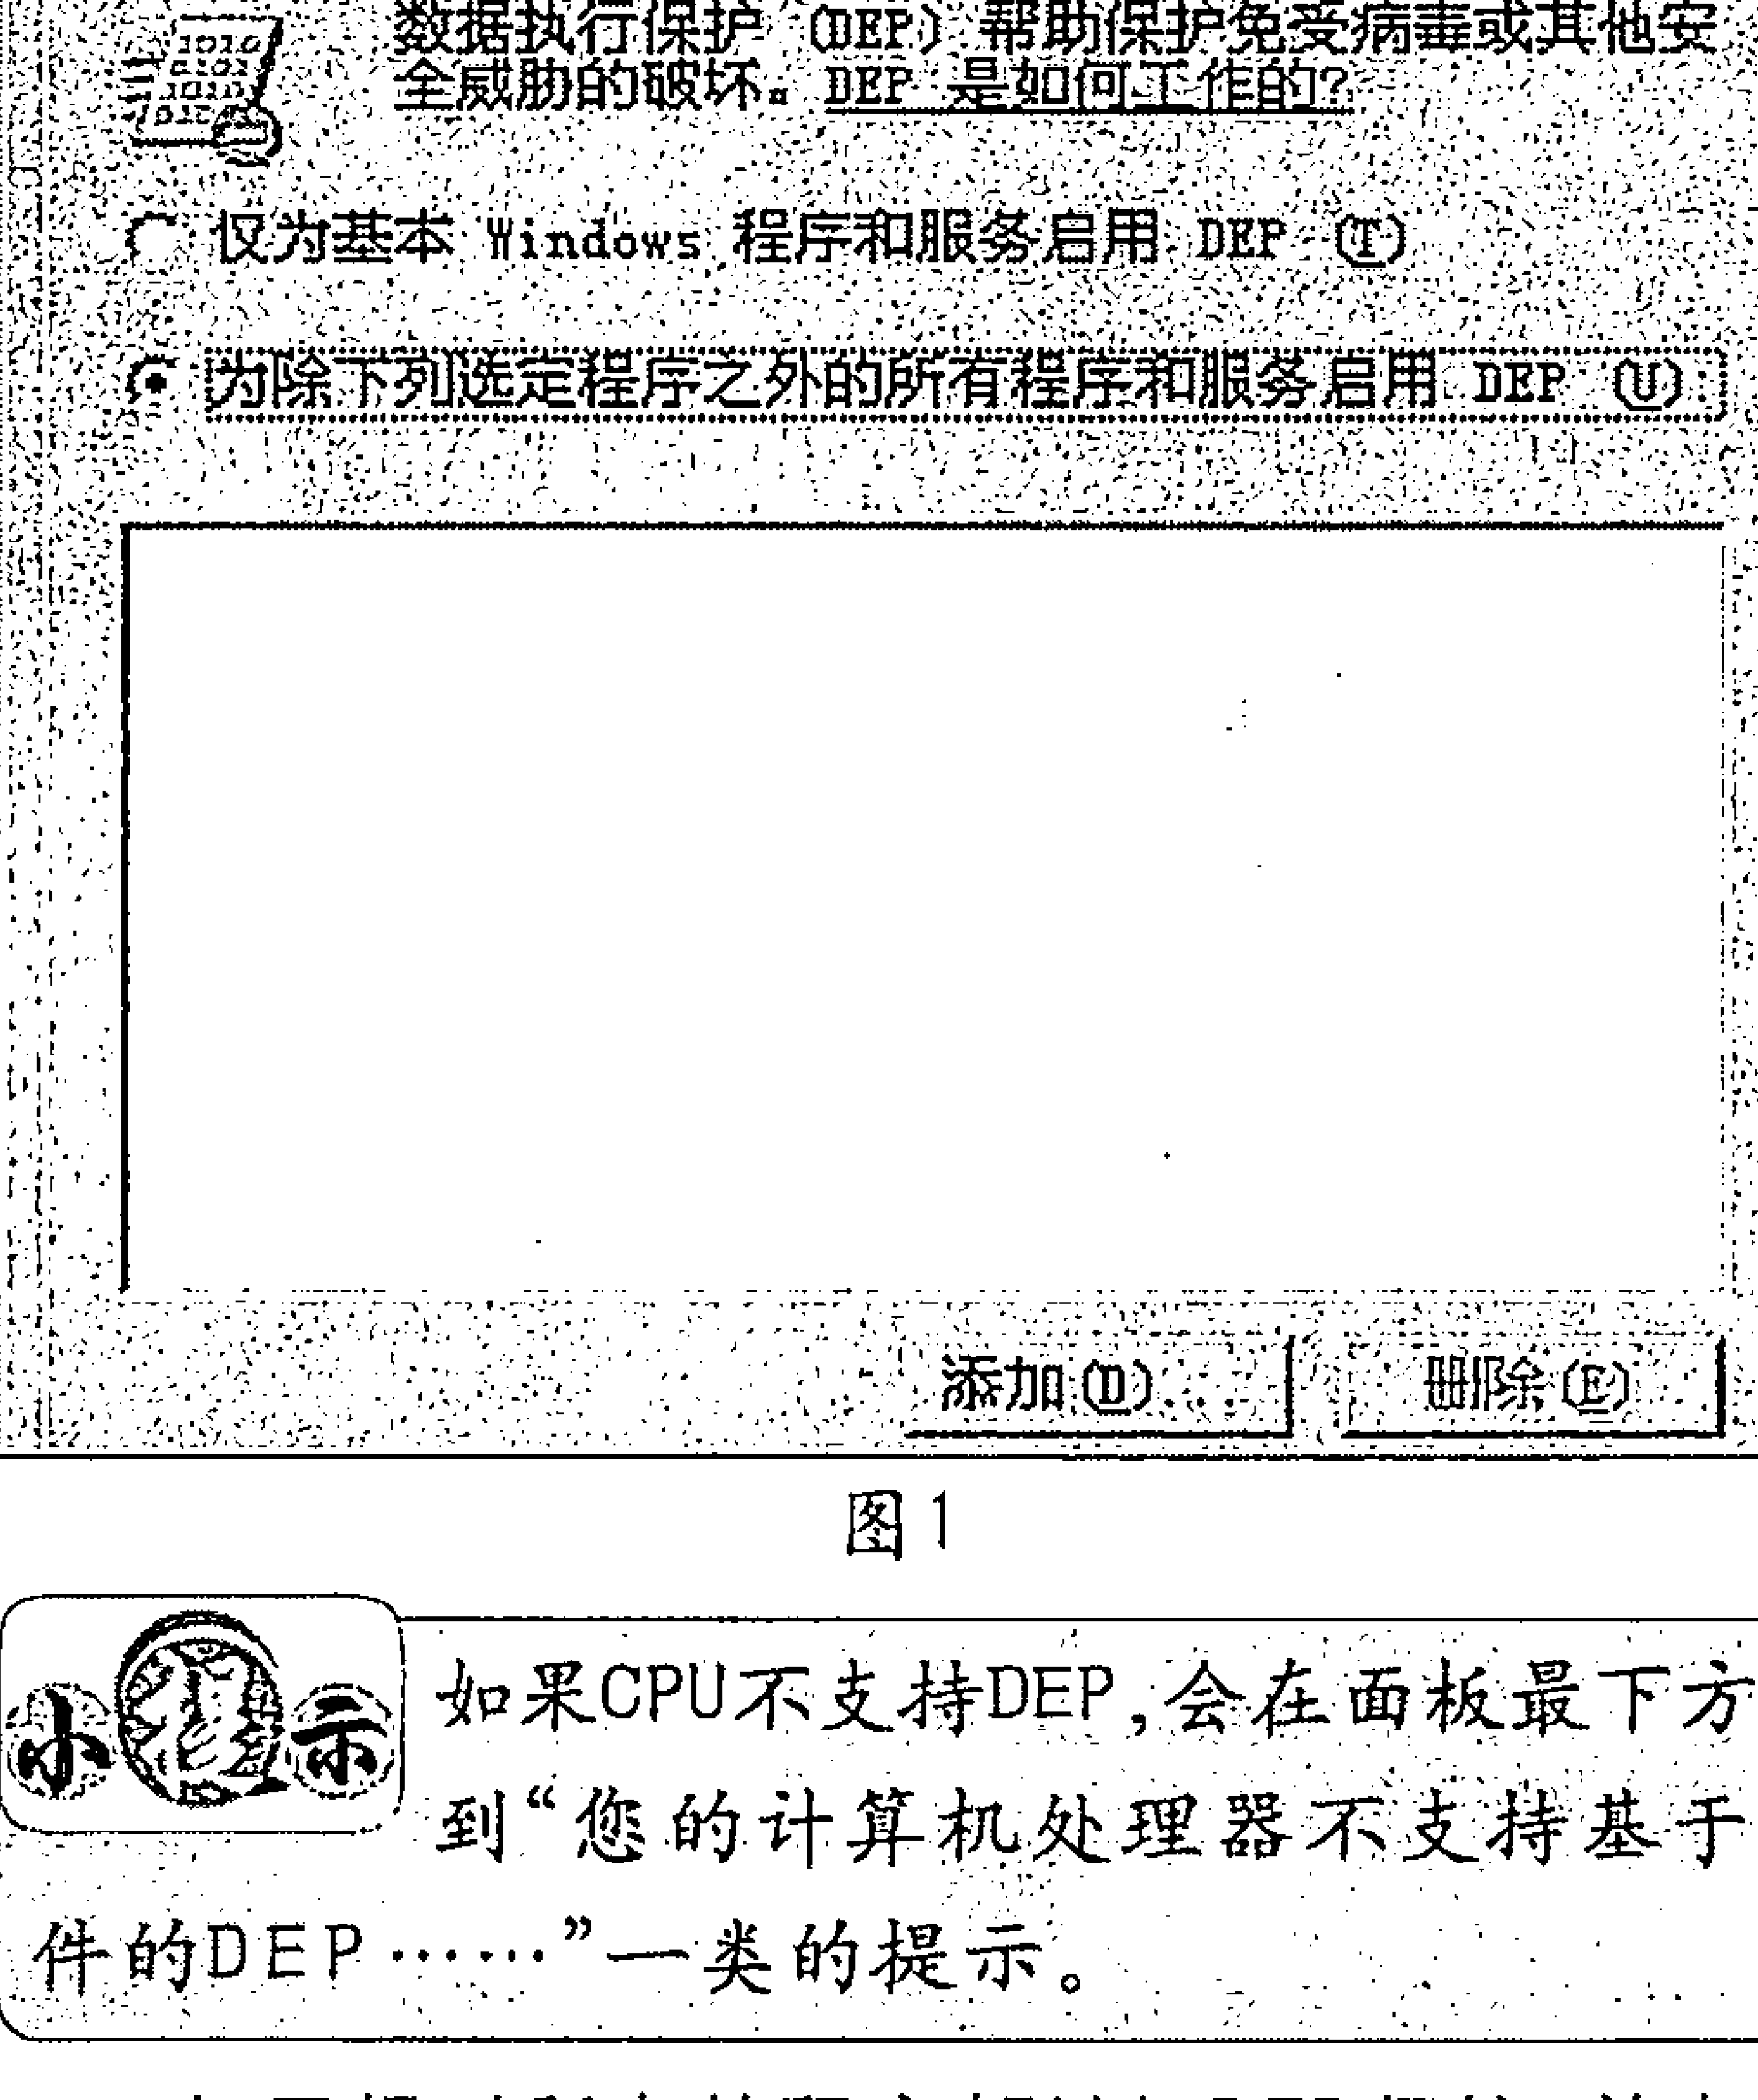 1010
0101
1010
0101
数据执行保护 (DEP) 帮助保护免受病毒或其他安
全威胁的破坏。 DEP 是如何工作的?
仅为基本 Windows 程序和服务启用 DEP (T)
为除下列选定程序之外的所有程序和服务启用 DEP (U):
添加(D)... 删除(E)
图1
小 示
如果CPU不支持DEP,会在面板最下方
到“您的计算机处理器不支持基于
件的DEP……”一类的提示。